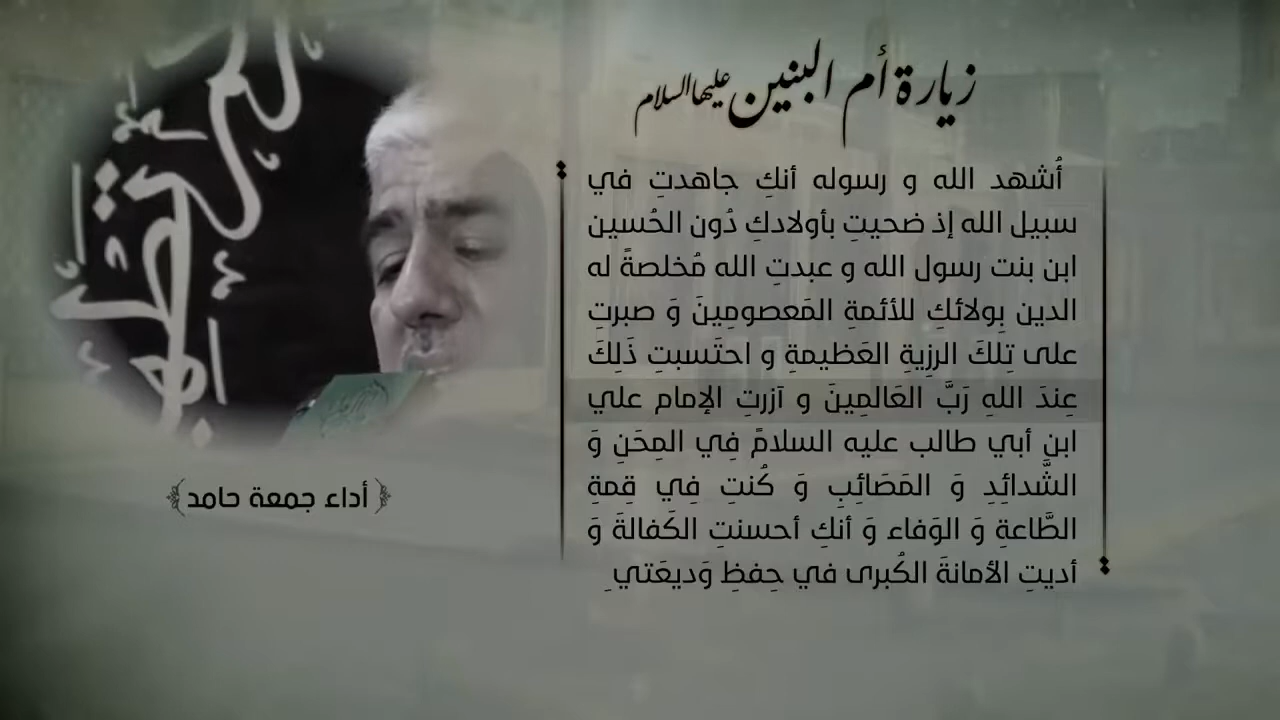 زيارة أم البنين عليها السلام
أُشهد الله و رسوله أنكِ جاهدتِ في
سبيل الله إذ ضحيتِ بأولادكِ دُون الحُسين
ابن بنت رسول الله و عبدتِ الله مُخلصةً له
الدين بِولائكِ للأئمةِ المَعصومِينَ وَ صبرتِ
على تِلكَ الرزِيةِ العَظيمةِ و احتَسبتِ ذَلِكَ
عِندَ اللهِ رَبَّ العَالمِينَ و آزرتِ الإمام علي
ابن أبي طالب عليه السلامً فِي المِحَنِ وَ
الشَّدائِدِ وَ المَصَائِبِ وَ كُنتِ فِي قِمةِ
الطَّاعةِ وَ الوَفاء وَ أنكِ أحسنتِ الكَفالةَ وَ
أديتِ الأمانةَ الكُبرى في حِفظِ وَديعَتيِ
أداء جمعة حامد